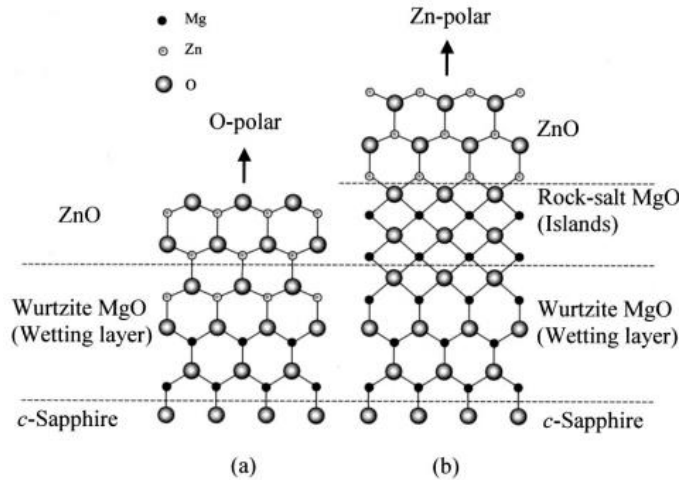 Mg
Zn
O
O-polar
Zn-polar
ZnO
ZnO
Rock-salt MgO
(Islands)
Wurtzite MgO
(Wetting layer)
Wurtzite MgO
(Wetting layer)
c-Sapphire
c-Sapphire
(a)
(b)